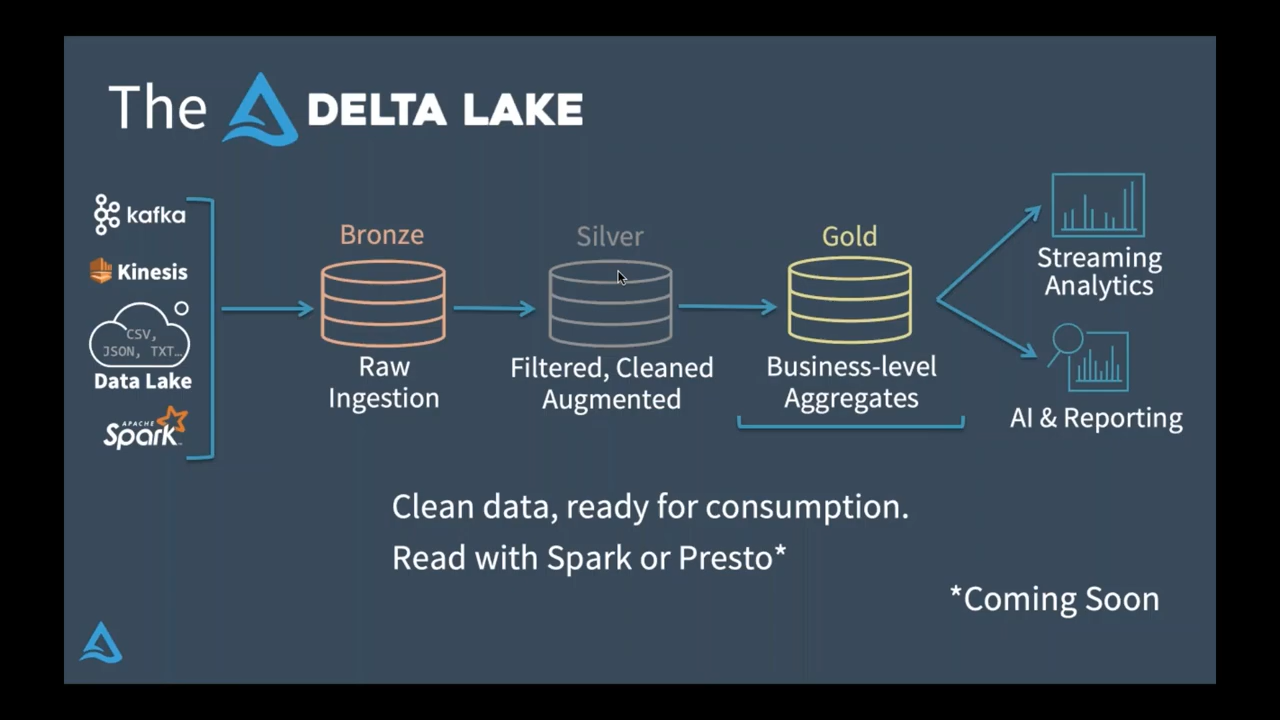 The DELTA LAKE
kafka
Kinesis
CSV,
JSON, TXT...
Data Lake
APACHE
Spark™
Bronze
Raw
Ingestion
Silver
Filtered, Cleaned
Augmented
Gold
Business-level
Aggregates
Streaming
Analytics
AI & Reporting
Clean data, ready for consumption.
Read with Spark or Presto*
*Coming Soon